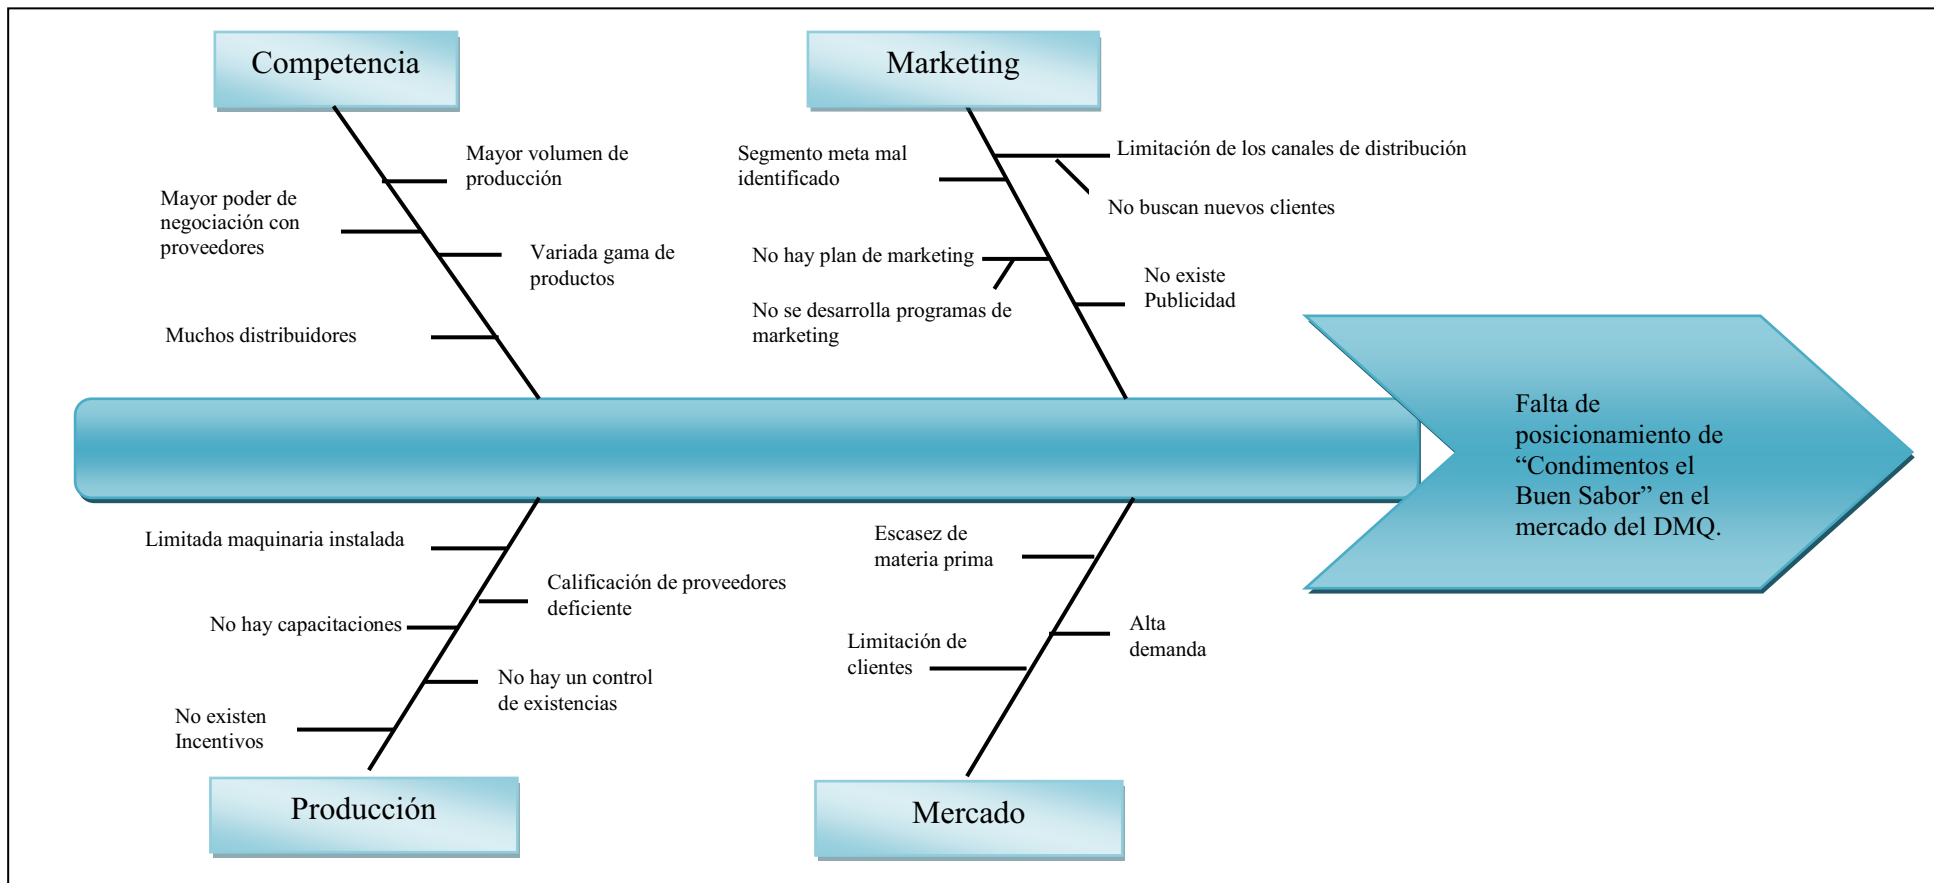 Competencia
Mayor volumen de
producción
Mayor poder de
negociación con
proveedores
Variada gama de
productos
Muchos distribuidores
Marketing
Segmento meta mal
identificado
Limitación de los canales de distribución
No buscan nuevos clientes
No hay plan de marketing
No se desarrolla programas de
marketing
No existe
Publicidad
Falta de
posicionamiento de
“Condimentos el
Buen Sabor” en el
mercado del DMQ.
Limitada maquinaria instalada
Calificación de proveedores
deficiente
No hay capacitaciones
No hay un control
de existencias
No existen
Incentivos
Producción
Escasez de
materia prima
Alta
demanda
Limitación de
clientes
Mercado